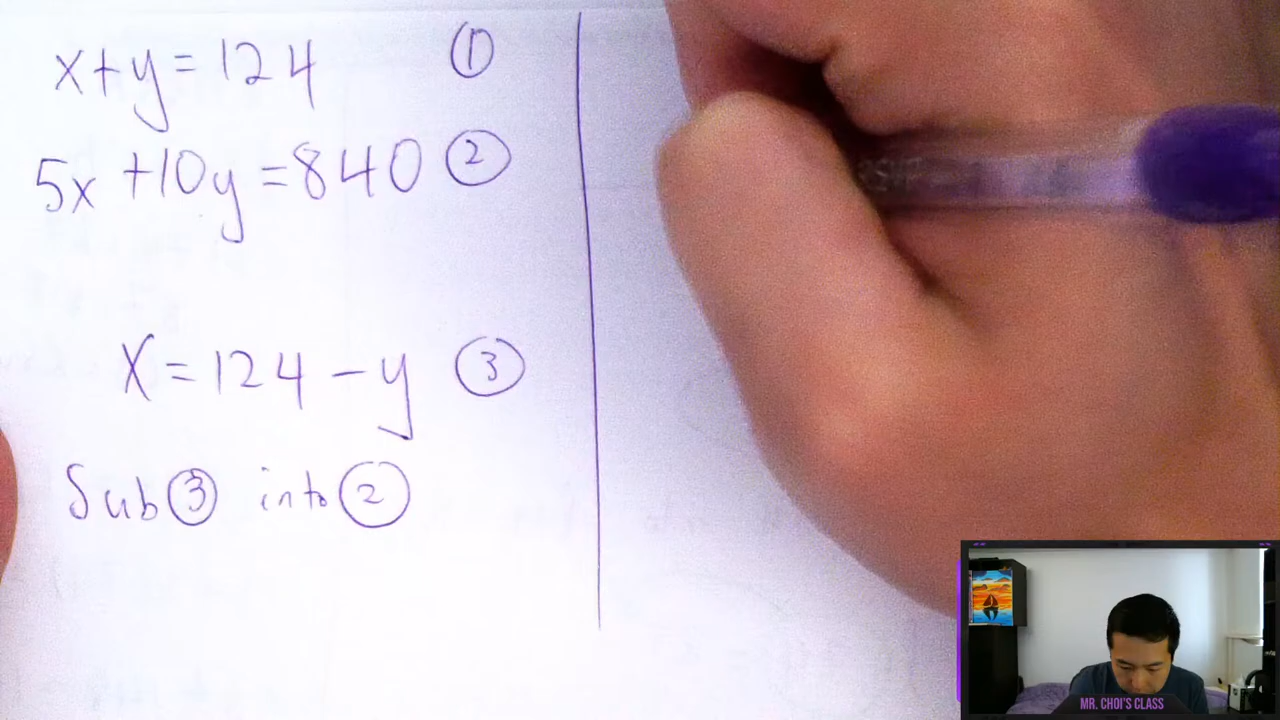 x+y=124 ①
5x+10y=840 ②
x=124-y ③
Sub ③ into ②
MR. CHOI'S CLASS